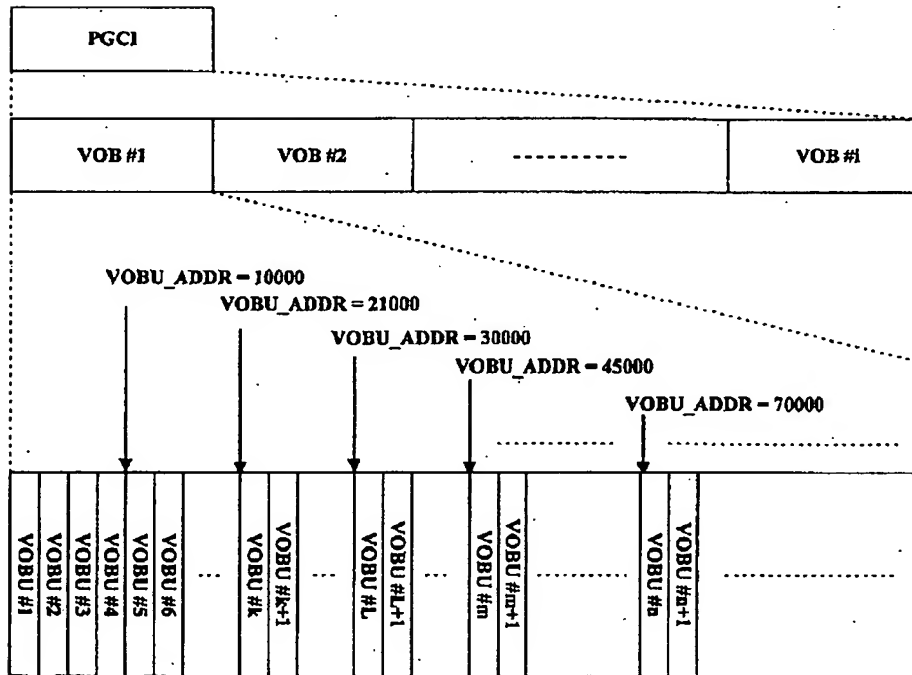 PGCI
VOB #1
VOB #2
VOB #i
VOBU_ADDR = 10000
VOBU_ADDR = 21000
VOBU_ADDR = 30000
VOBU_ADDR = 45000
VOBU_ADDR = 70000
VOBU #1
VOBU #2
VOBU #3
VOBU #4
VOBU #5
VOBU #6
VOBU #k
VOBU #k+1
VOBU #L
VOBU #L+1
VOBU #m
VOBU #m+1
VOBU #n
VOBU #n+1